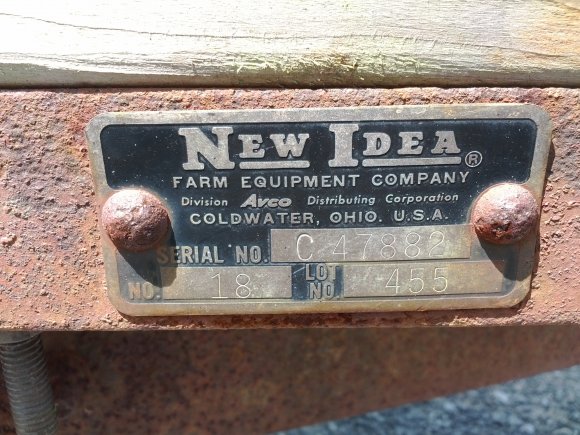 NEW IDEA ®
FARM EQUIPMENT COMPANY
Division Avco Distributing Corporation
COLDWATER, OHIO. U.S.A.
SERIAL NO. C 47882
NO. 18 LOT NO. 455